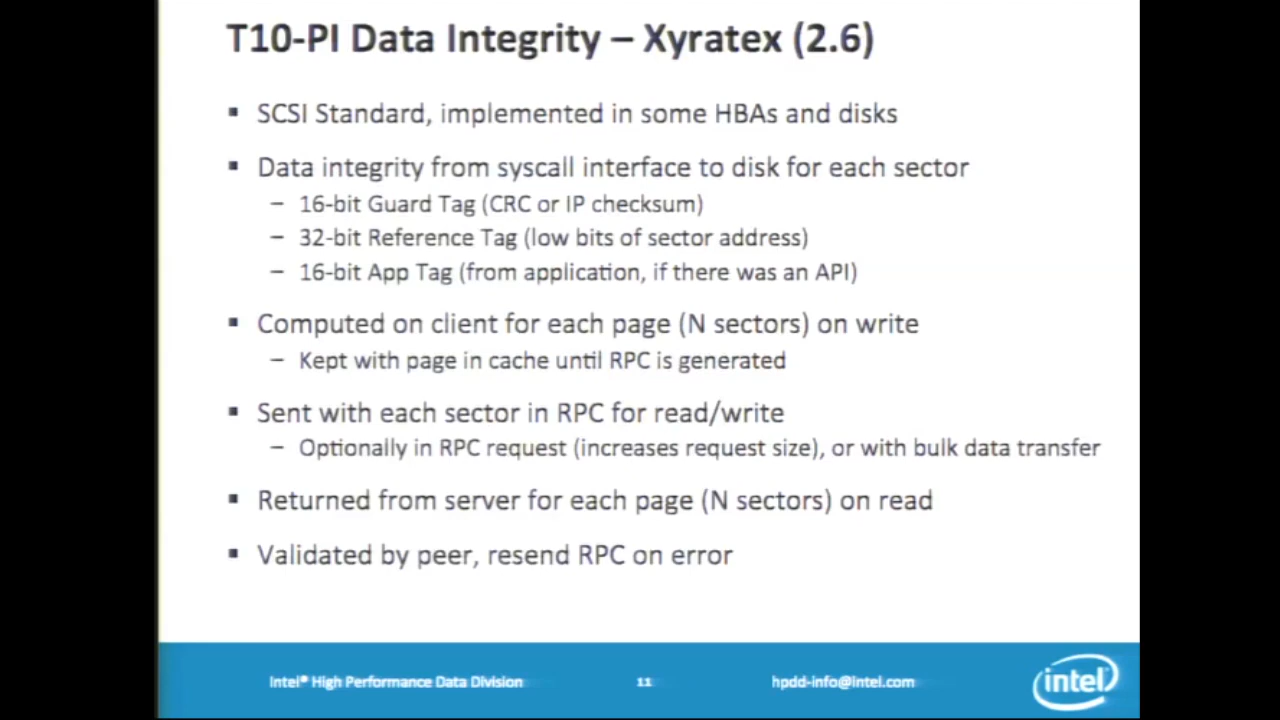 T10-PI Data Integrity – Xyratex (2.6)
▪ SCSI Standard, implemented in some HBAs and disks
▪ Data integrity from syscall interface to disk for each sector
– 16-bit Guard Tag (CRC or IP checksum)
– 32-bit Reference Tag (low bits of sector address)
– 16-bit App Tag (from application, if there was an API)
▪ Computed on client for each page (N sectors) on write
– Kept with page in cache until RPC is generated
▪ Sent with each sector in RPC for read/write
– Optionally in RPC request (increases request size), or with bulk data transfer
▪ Returned from server for each page (N sectors) on read
▪ Validated by peer, resend RPC on error
Intel® High Performance Data Division 11 hpdd-info@intel.com
intel